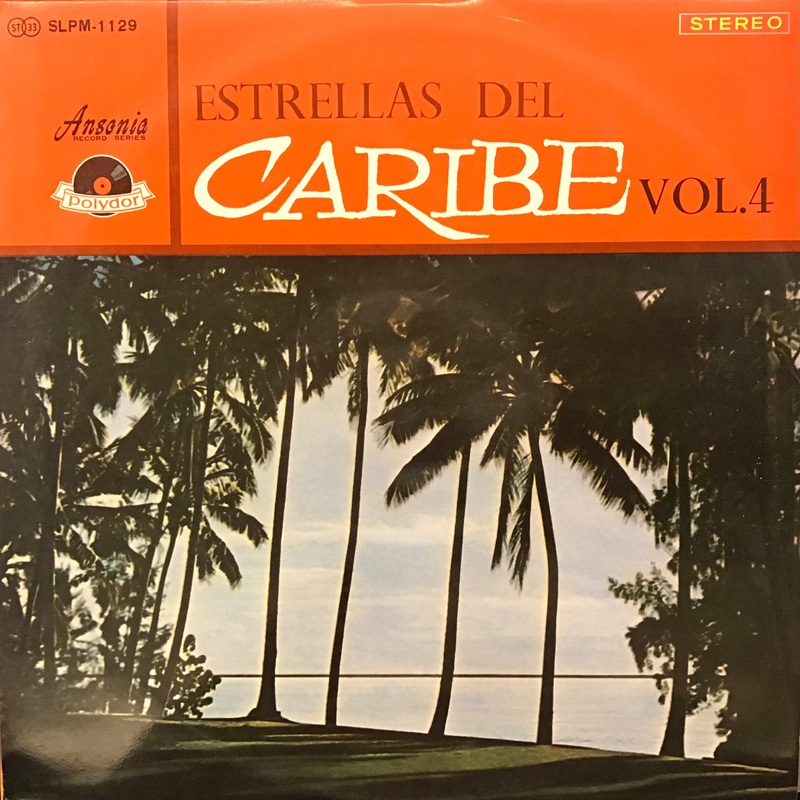 ST 33 SLPM-1129
STEREO
Ansonia
RECORD SERIES
Polydor
ESTRELLAS DEL
CARIBE VOL.4